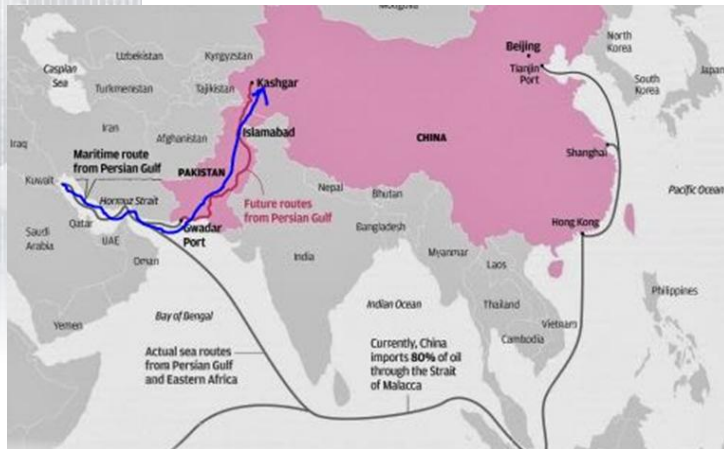 Mongolia
Beijing
Tianjin
Port
North
Korea
South
Korea
Japan
Uzbekistan
Kyrgyzstan
Caspian
Sea
Turkmenistan
Tajikistan
Kashgar
Iran
Afghanistan
Islamabad
CHINA
Iraq
Maritime route
from Persian Gulf
PAKISTAN
Shanghai
Kuwait
Hormuz Strait
Future routes
from Persian Gulf
Nepal
Bhutan
Pacific Ocean
Qatar
UAE
Gwadar
Port
Saudi
Arabia
Oman
India
Bangladesh
Hong Kong
Myanmar
Laos
Yemen
Bay of Bengal
Indian Ocean
Thailand
Vietnam
Cambodia
Philippines
Actual sea routes
from Persian Gulf
and Eastern Africa
Currently, China
imports 80% of oil
through the Strait
of Malacca